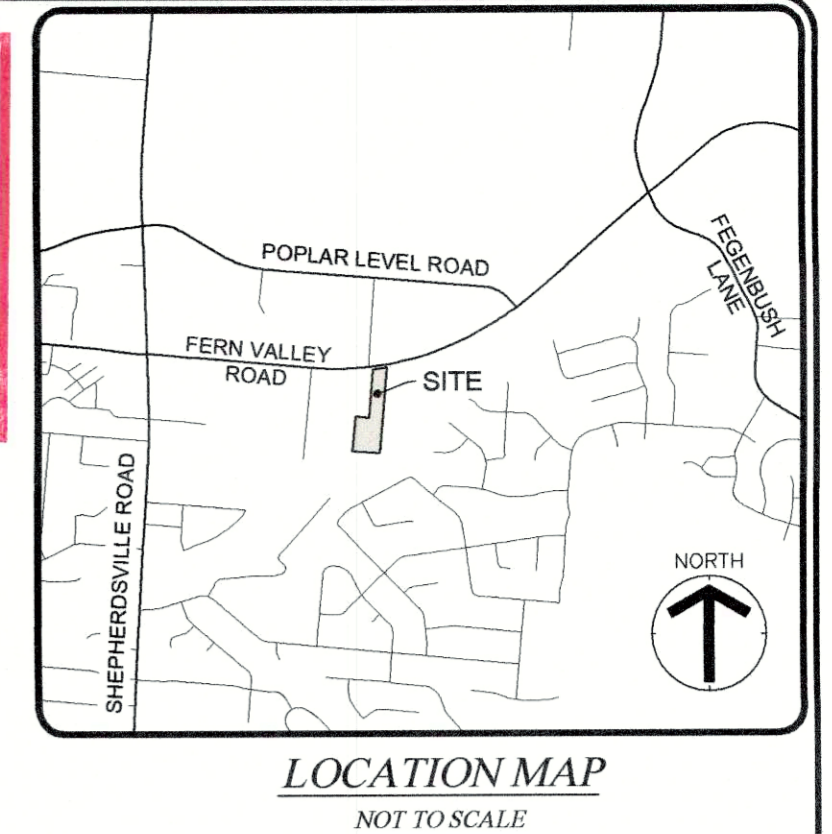 POPLAR LEVEL ROAD
FEGENBUSH
LANE
FERN VALLEY
ROAD
SITE
SHEPHERDSVILLE ROAD
NORTH
LOCATION MAP
NOT TO SCALE